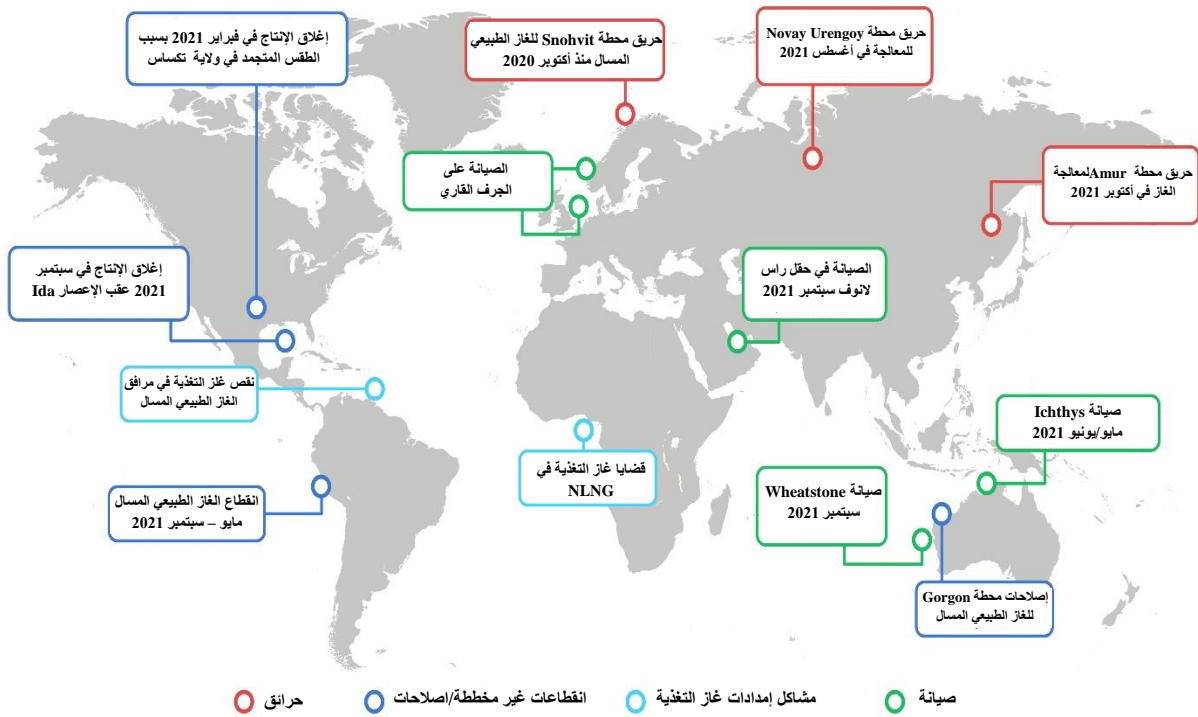 إغلاق الإنتاج في فبراير 2021 بسبب
الطقس المتجمد في ولاية تكساس
حريق محطة Snohvit للغاز الطبيعي
المسال منذ أكتوبر 2020
حريق محطة Novay Urengoy
للمعالجة في أغسطس 2021
الصيانة على
الجرف القاري
حريق محطة Amur لمعالجة
الغاز في أكتوبر 2021
إغلاق الإنتاج في سبتمبر
2021 عقب الإعصار Ida
الصيانة في حقل راس
لانوف سبتمبر 2021
نقص غلز التغذية في مرافق
الغاز الطبيعي المسال
صيانة Ichthys
مايو/يونيو 2021
قضايا غاز التغذية في
NLNG
صيانة Wheatstone
سبتمبر 2021
انقطاع الغاز الطبيعي المسال
مايو – سبتمبر 2021
إصلاحات محطة Gorgon
للغاز الطبيعي المسال
صيانة
مشاكل إمدادات غاز التغذية
انقطاعات غير مخططة/اصلاحات
حرائق